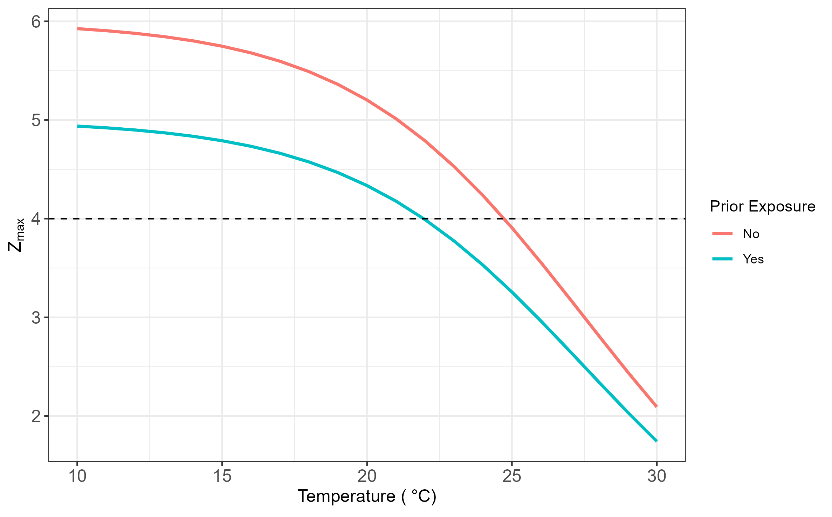 6
5
4
3
2
Zmax
10 15 20 25 30
Temperature ( °C)
Prior Exposure
No
Yes